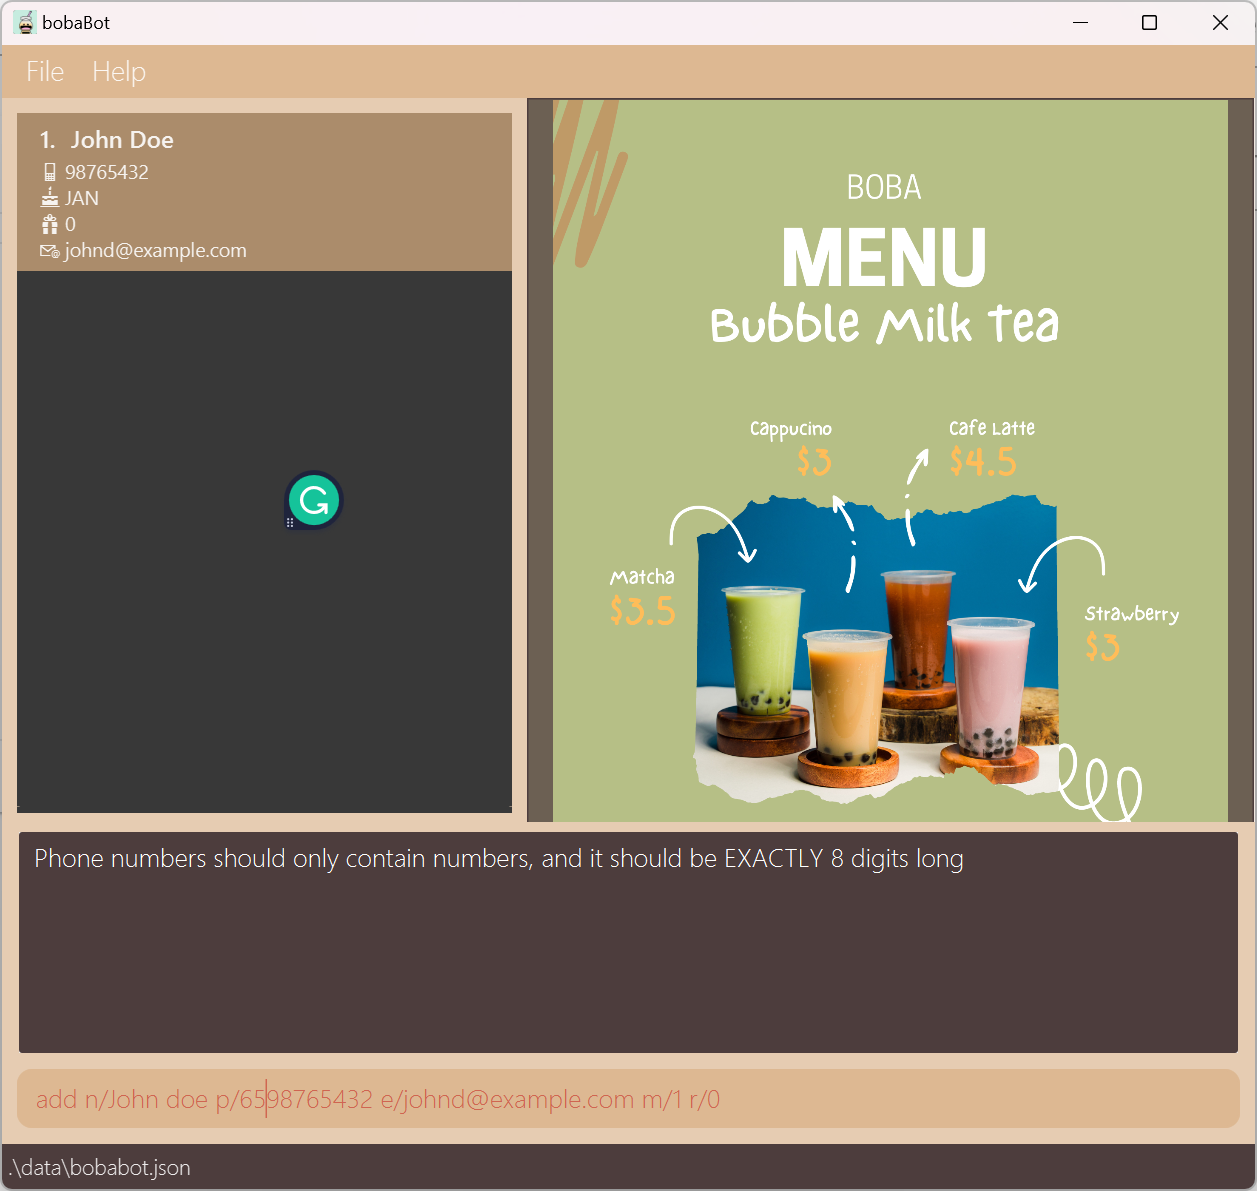 bobaBot
File Help
1. John Doe
98765432
JAN
0
johnd@example.com
BOBA
MENU
Bubble Milk Tea
Cappucino
$3
Cafe Latte
$4.5
Matcha
$3.5
Strawberry
$3
Phone numbers should only contain numbers, and it should be EXACTLY 8 digits long
add n/John doe p/6598765432 e/johnd@example.com m/1 r/0
.\data\bobabot.json